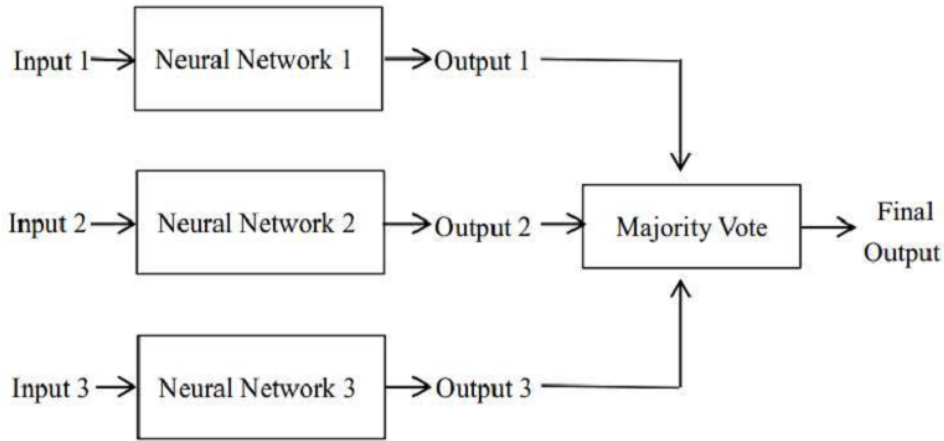 Input 1
Neural Network 1
Output 1
Input 2
Neural Network 2
Output 2
Majority Vote
Final
Output
Input 3
Neural Network 3
Output 3